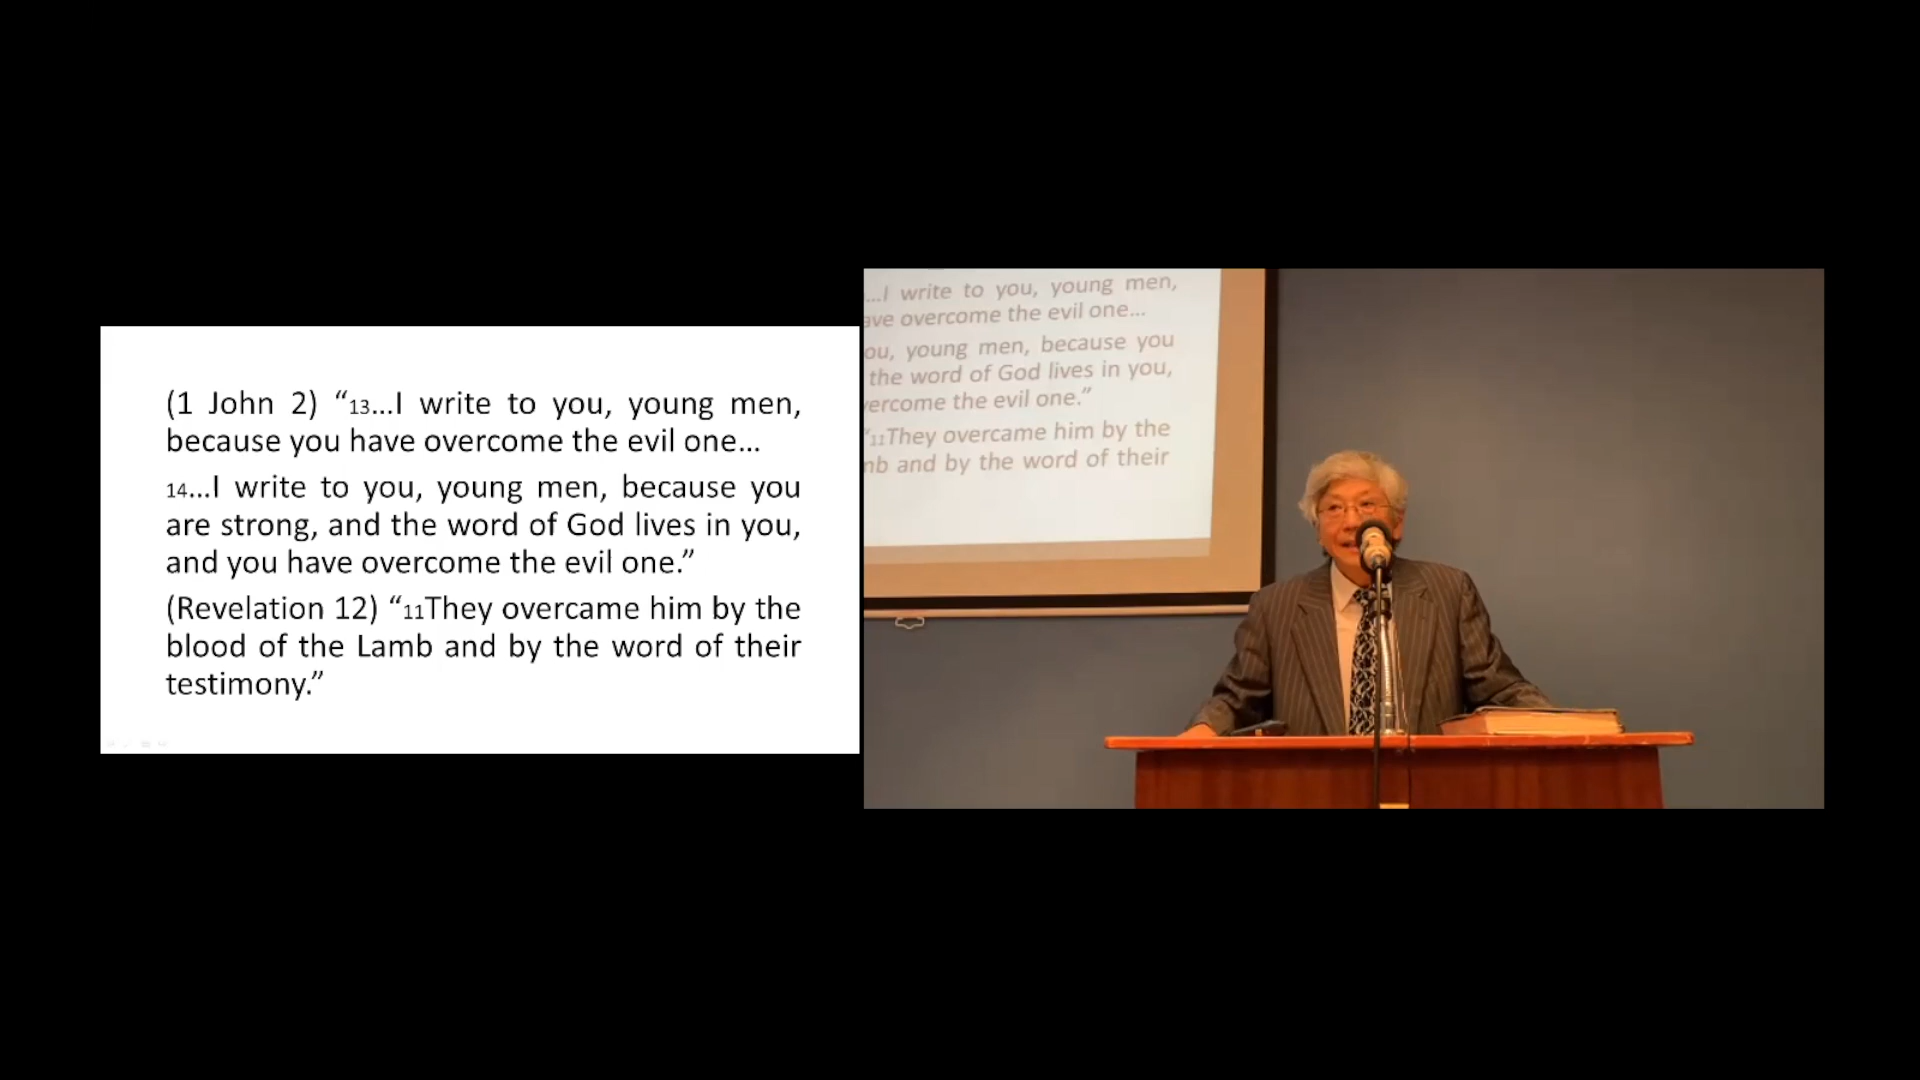 (1 John 2) “13...I write to you, young men,
because you have overcome the evil one...
14...I write to you, young men, because you
are strong, and the word of God lives in you,
and you have overcome the evil one.”
(Revelation 12) “11They overcame him by the
blood of the Lamb and by the word of their
testimony.”
...I write to you, young men,
ave overcome the evil one...
ou, young men, because you
the word of God lives in you,
vercome the evil one.”
“11They overcame him by the
mb and by the word of their